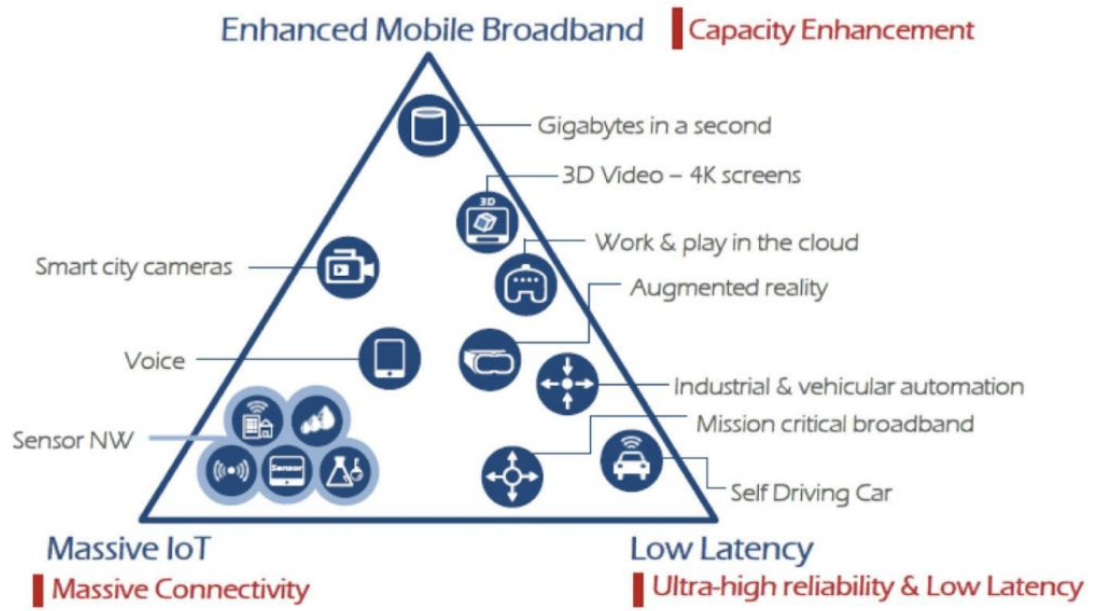 Enhanced Mobile Broadband
Capacity Enhancement
Gigabytes in a second
3D Video – 4K screens
3D
Work & play in the cloud
Smart city cameras
Augmented reality
Voice
Industrial & vehicular automation
Mission critical broadband
Sensor NW
Sensor
Self Driving Car
Massive IoT
Low Latency
Massive Connectivity
Ultra-high reliability & Low Latency